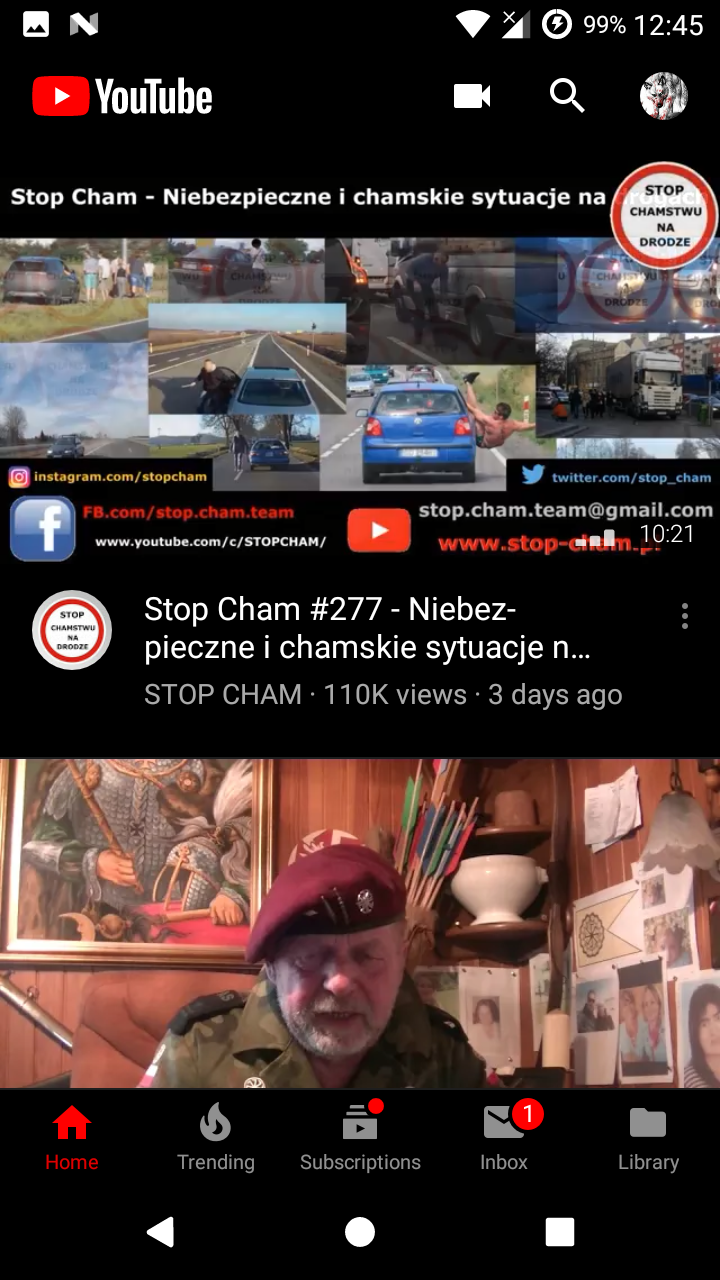 99% 12:45
YouTube
Stop Cham - Niebezpieczne i chamskie sytuacje na drogach
STOP
CHAMSTWU
NA
DRODZE
instagram.com/stopcham
twitter.com/stop_cham
FB.com/stop.cham.team
stop.cham.team@gmail.com
www.youtube.com/c/STOPCHAM/
www.stop-cham.pl
10:21
STOP
CHAMSTWU
NA
DRODZE
Stop Cham #277 - Niebez-
pieczne i chamskie sytuacje n...
STOP CHAM · 110K views · 3 days ago
1
Home
Trending
Subscriptions
Inbox
Library